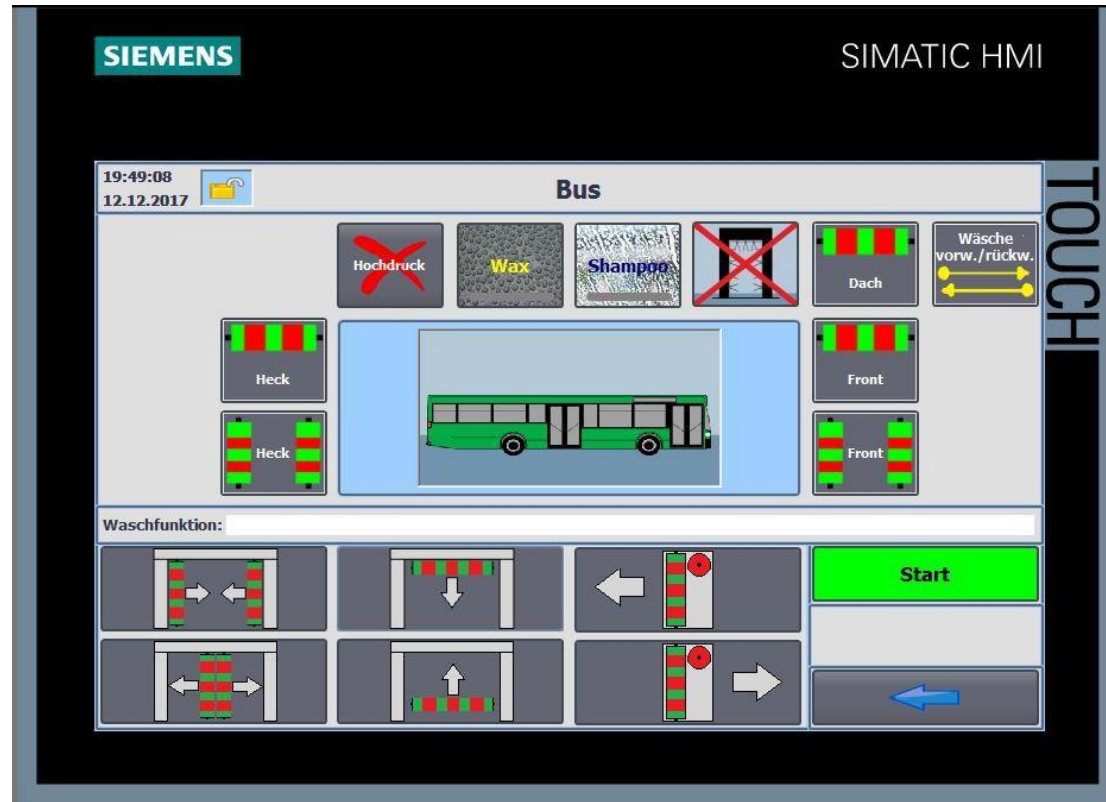 SIEMENS
SIMATIC HMI
TOUCH
19:49:08
12.12.2017
Bus
Hochdruck
Wax
Shampoo
Dach
Wäsche
vorw./rückw.
Heck
Front
Heck
Front
Waschfunktion:
Start